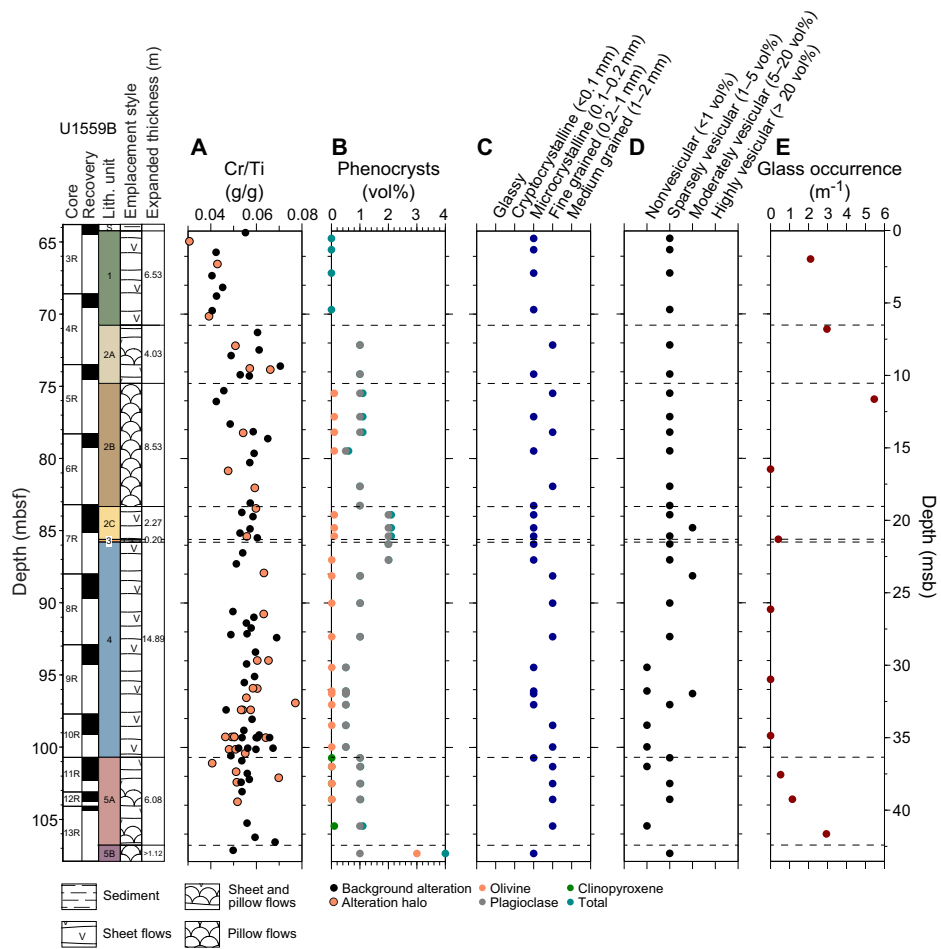 U1559B
Core
Recovery
Lith. unit
Emplacement style
Expanded thickness (m)
A
Cr/Ti
(g/g)
0.04 0.06 0.08
B
Phenocrysts
(vol%)
0 1 2 3 4
C
Glassy
Cryptocrystalline (<0.1 mm)
Microcrystalline (0.1–0.2 mm)
Fine grained (0.2–1 mm)
Medium grained (1–2 mm)
D
Nonvesicular (<1 vol%)
Sparsely vesicular (1–5 vol%)
Moderately vesicular (5–20 vol%)
Highly vesicular (> 20 vol%)
E
Glass occurrence
(m-1)
0 1 2 3 4 5 6
Depth (mbsf)
65
70
75
80
85
90
95
100
105
3R
4R
5R
6R
7R
8R
9R
10R
11R
12R
13R
S
1
2A
2B
2C
3
4
5A
5B
V
V
V
V
V
V
V
V
V
V
V
V
6.53
4.03
8.53
2.27
0.20
14.89
6.08
>1.12
0
5
10
15
20
25
30
35
40
Depth (msb)
Sediment
Sheet flows
V
Sheet and
pillow flows
Pillow flows
Background alteration
Alteration halo
Olivine
Plagioclase
Clinopyroxene
Total